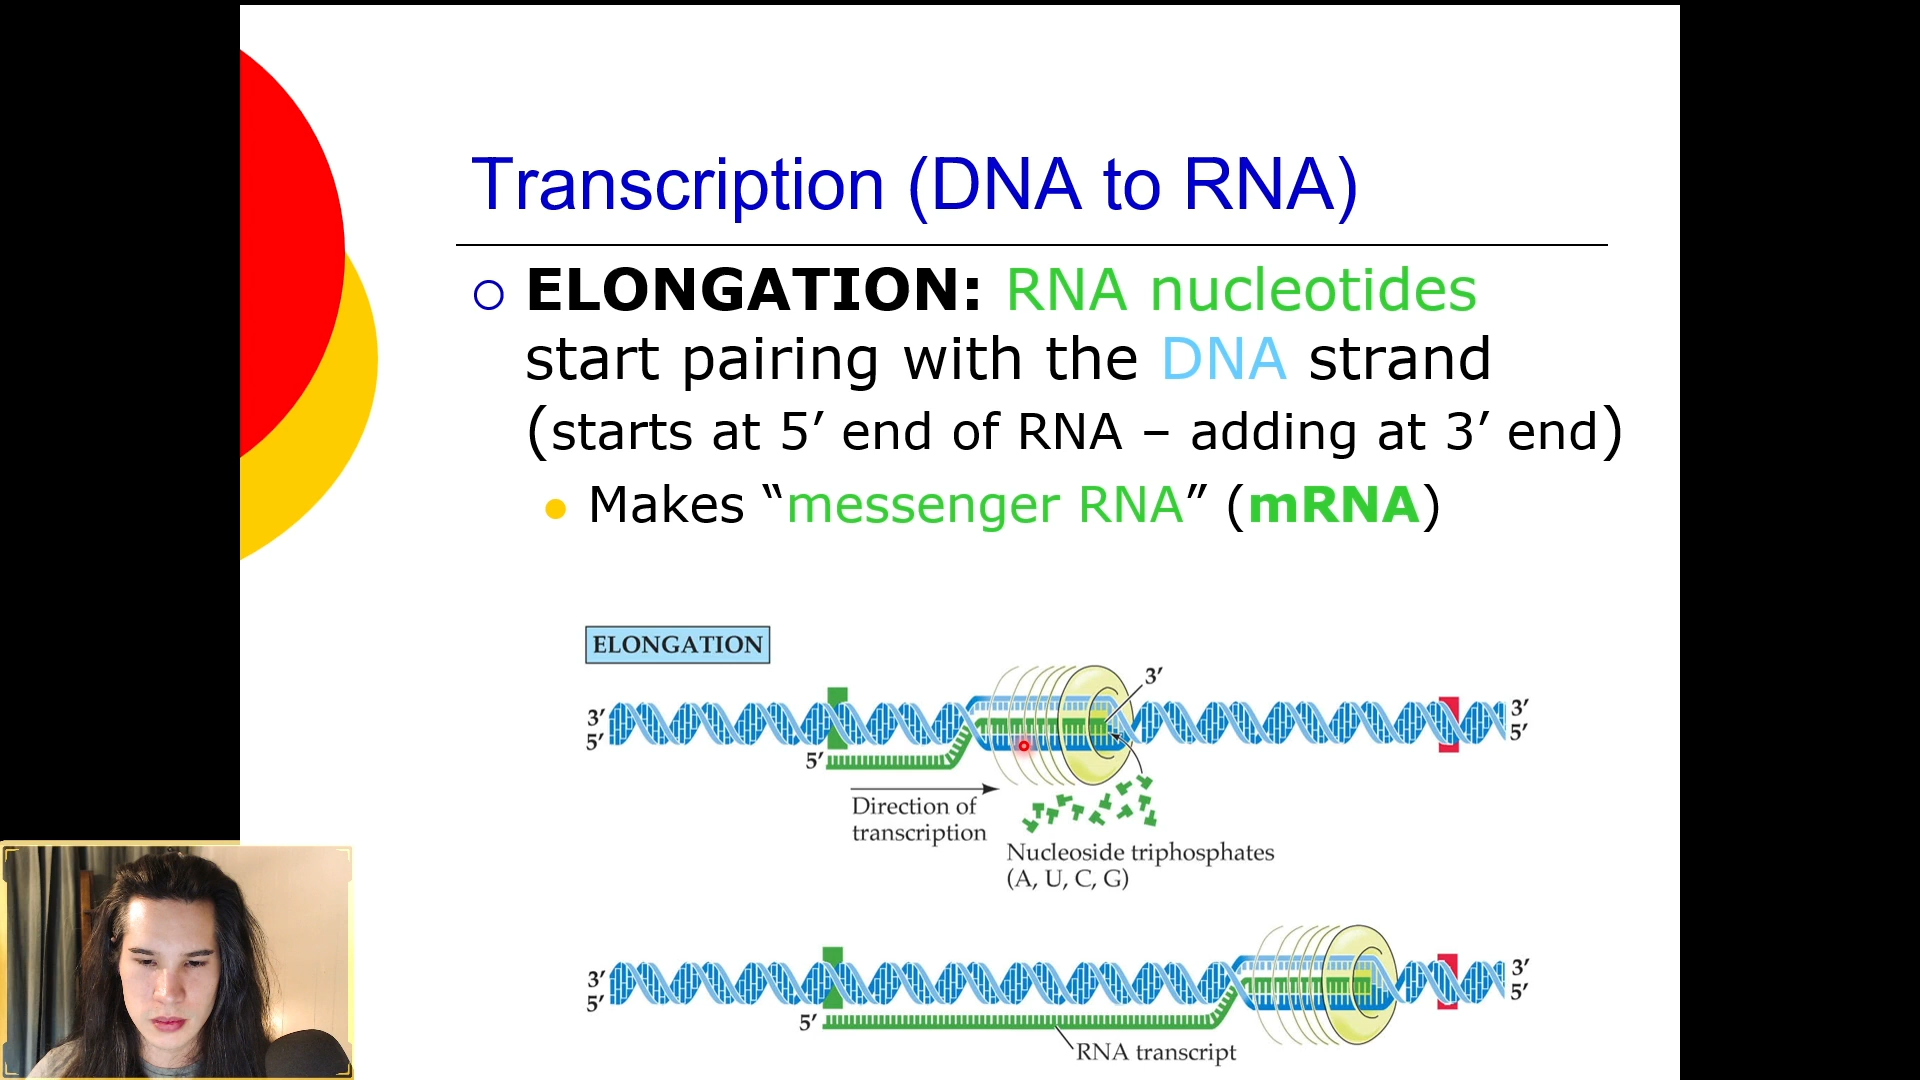 Transcription (DNA to RNA)
ELONGATION: RNA nucleotides
start pairing with the DNA strand
(starts at 5’ end of RNA – adding at 3’ end)
Makes “messenger RNA” (mRNA)
ELONGATION
3’
3’
3’
5’
5’
5’
Direction of
transcription
Nucleoside triphosphates
(A, U, C, G)
3’
3’
5’
5’
5’
RNA transcript